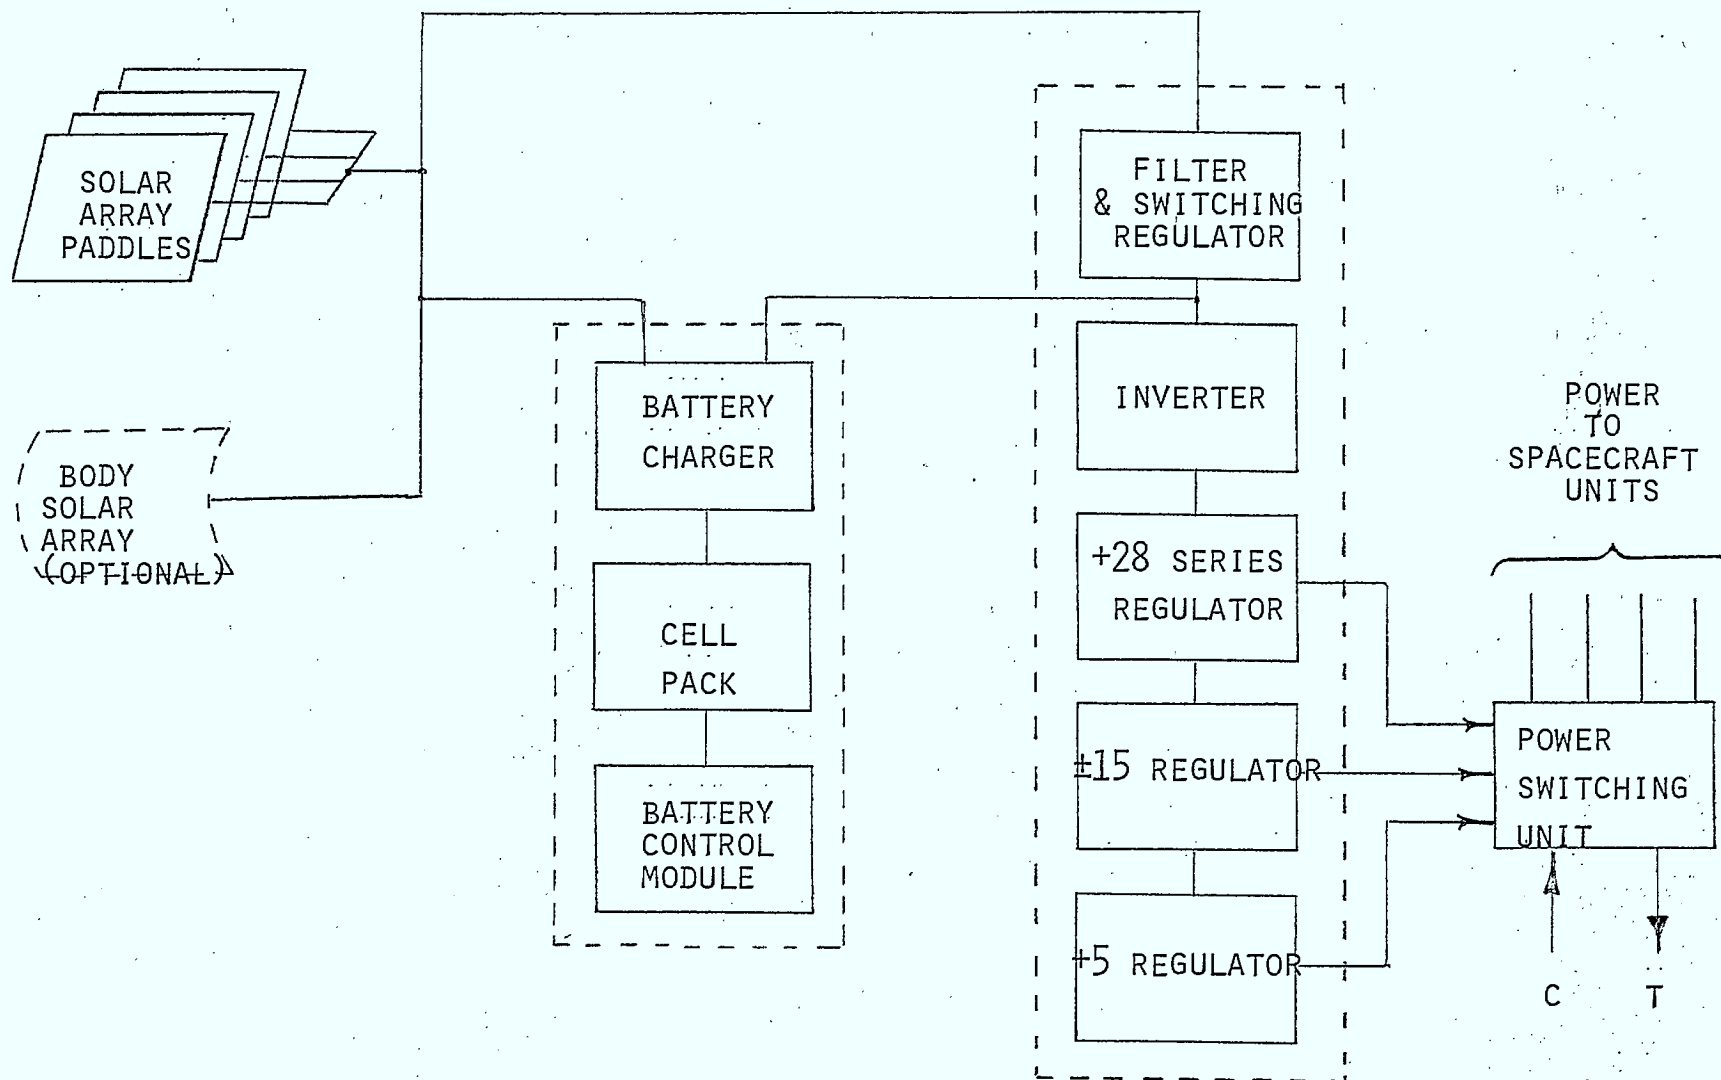 SOLAR
ARRAY
PADDLES
BODY
SOLAR
ARRAY
(OPTIONAL)
BATTERY
CHARGER
CELL
PACK
BATTERY
CONTROL
MODULE
FILTER
& SWITCHING
REGULATOR
INVERTER
+28 SERIES
REGULATOR
±15 REGULATOR
+5 REGULATOR
POWER
TO
SPACECRAFT
UNITS
POWER
SWITCHING
UNIT
C
T